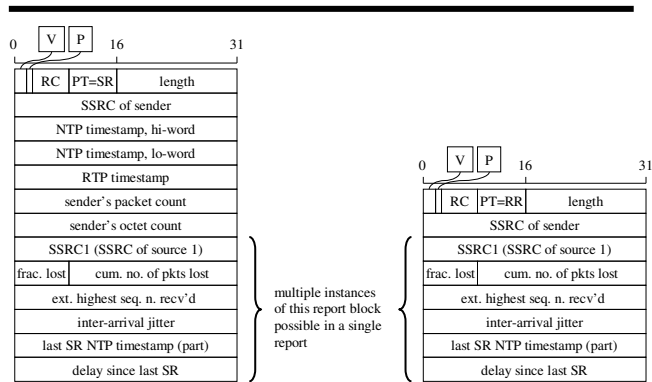 0 V P 16 31
RC PT=SR length
SSRC of sender
NTP timestamp, hi-word
NTP timestamp, lo-word
RTP timestamp
sender's packet count
sender's octet count
SSRC1 (SSRC of source 1)
frac. lost cum. no. of pkts lost
ext. highest seq. n. recv'd
inter-arrival jitter
last SR NTP timestamp (part)
delay since last SR
multiple instances
of this report block
possible in a single
report
0 V P 16 31
RC PT=RR length
SSRC of sender
SSRC1 (SSRC of source 1)
frac. lost cum. no. of pkts lost
ext. highest seq. n. recv'd
inter-arrival jitter
last SR NTP timestamp (part)
delay since last SR